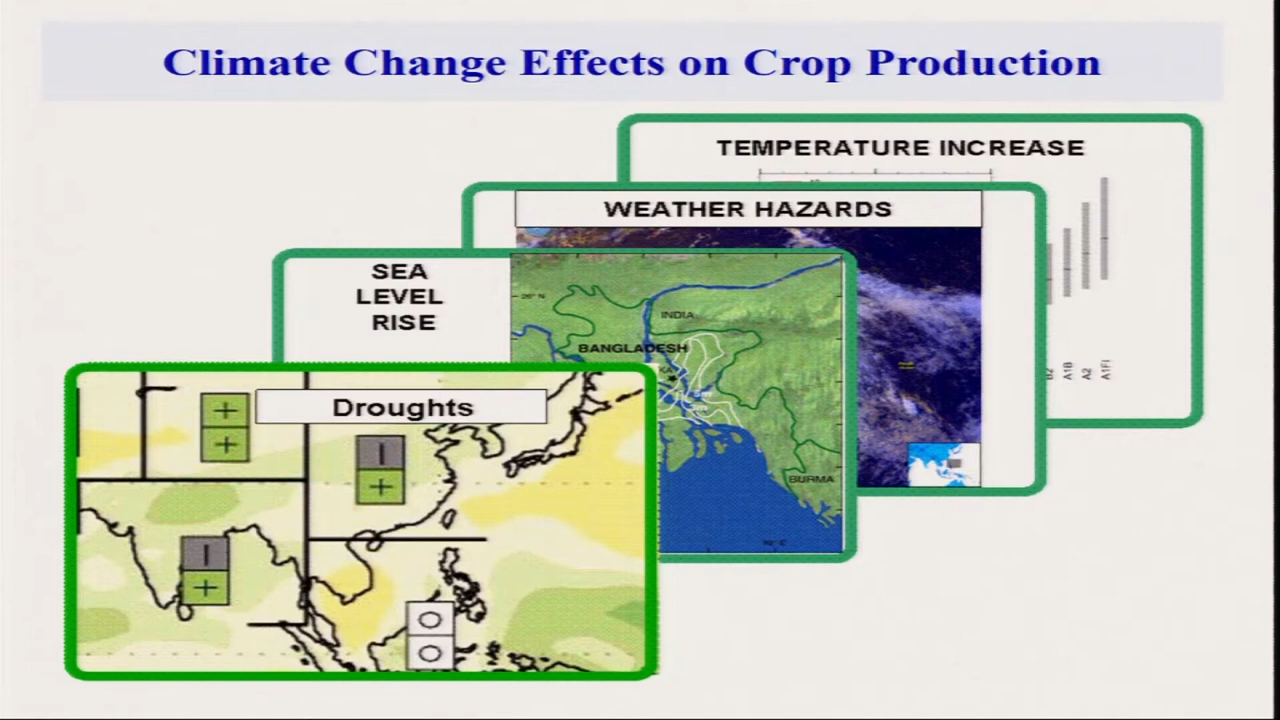 Climate Change Effects on Crop Production
TEMPERATURE INCREASE
WEATHER HAZARDS
SEA
LEVEL
RISE
INDIA
BANGLADESH
BURMA
Droughts
B2
A1B
A2
A1FI